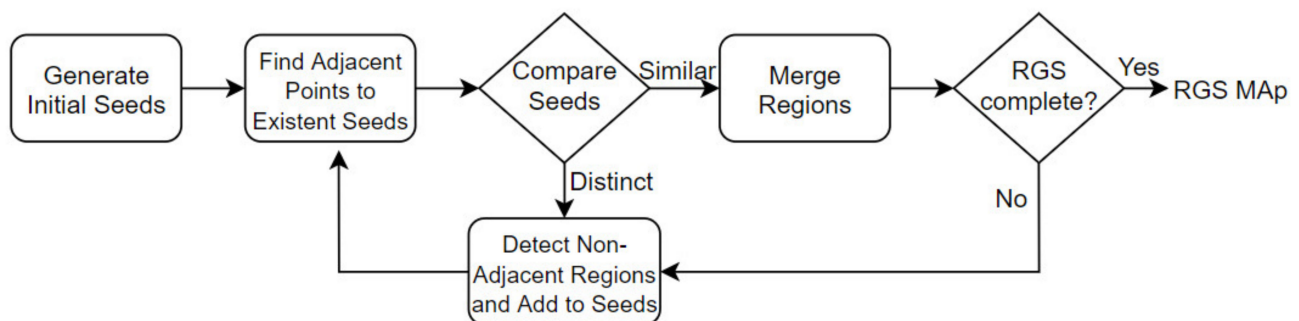 Generate
Initial Seeds
Find Adjacent
Points to
Existent Seeds
Compare
Seeds
Similar
Merge
Regions
RGS
complete?
Yes
RGS MAp
Distinct
No
Detect Non-
Adjacent Regions
and Add to Seeds